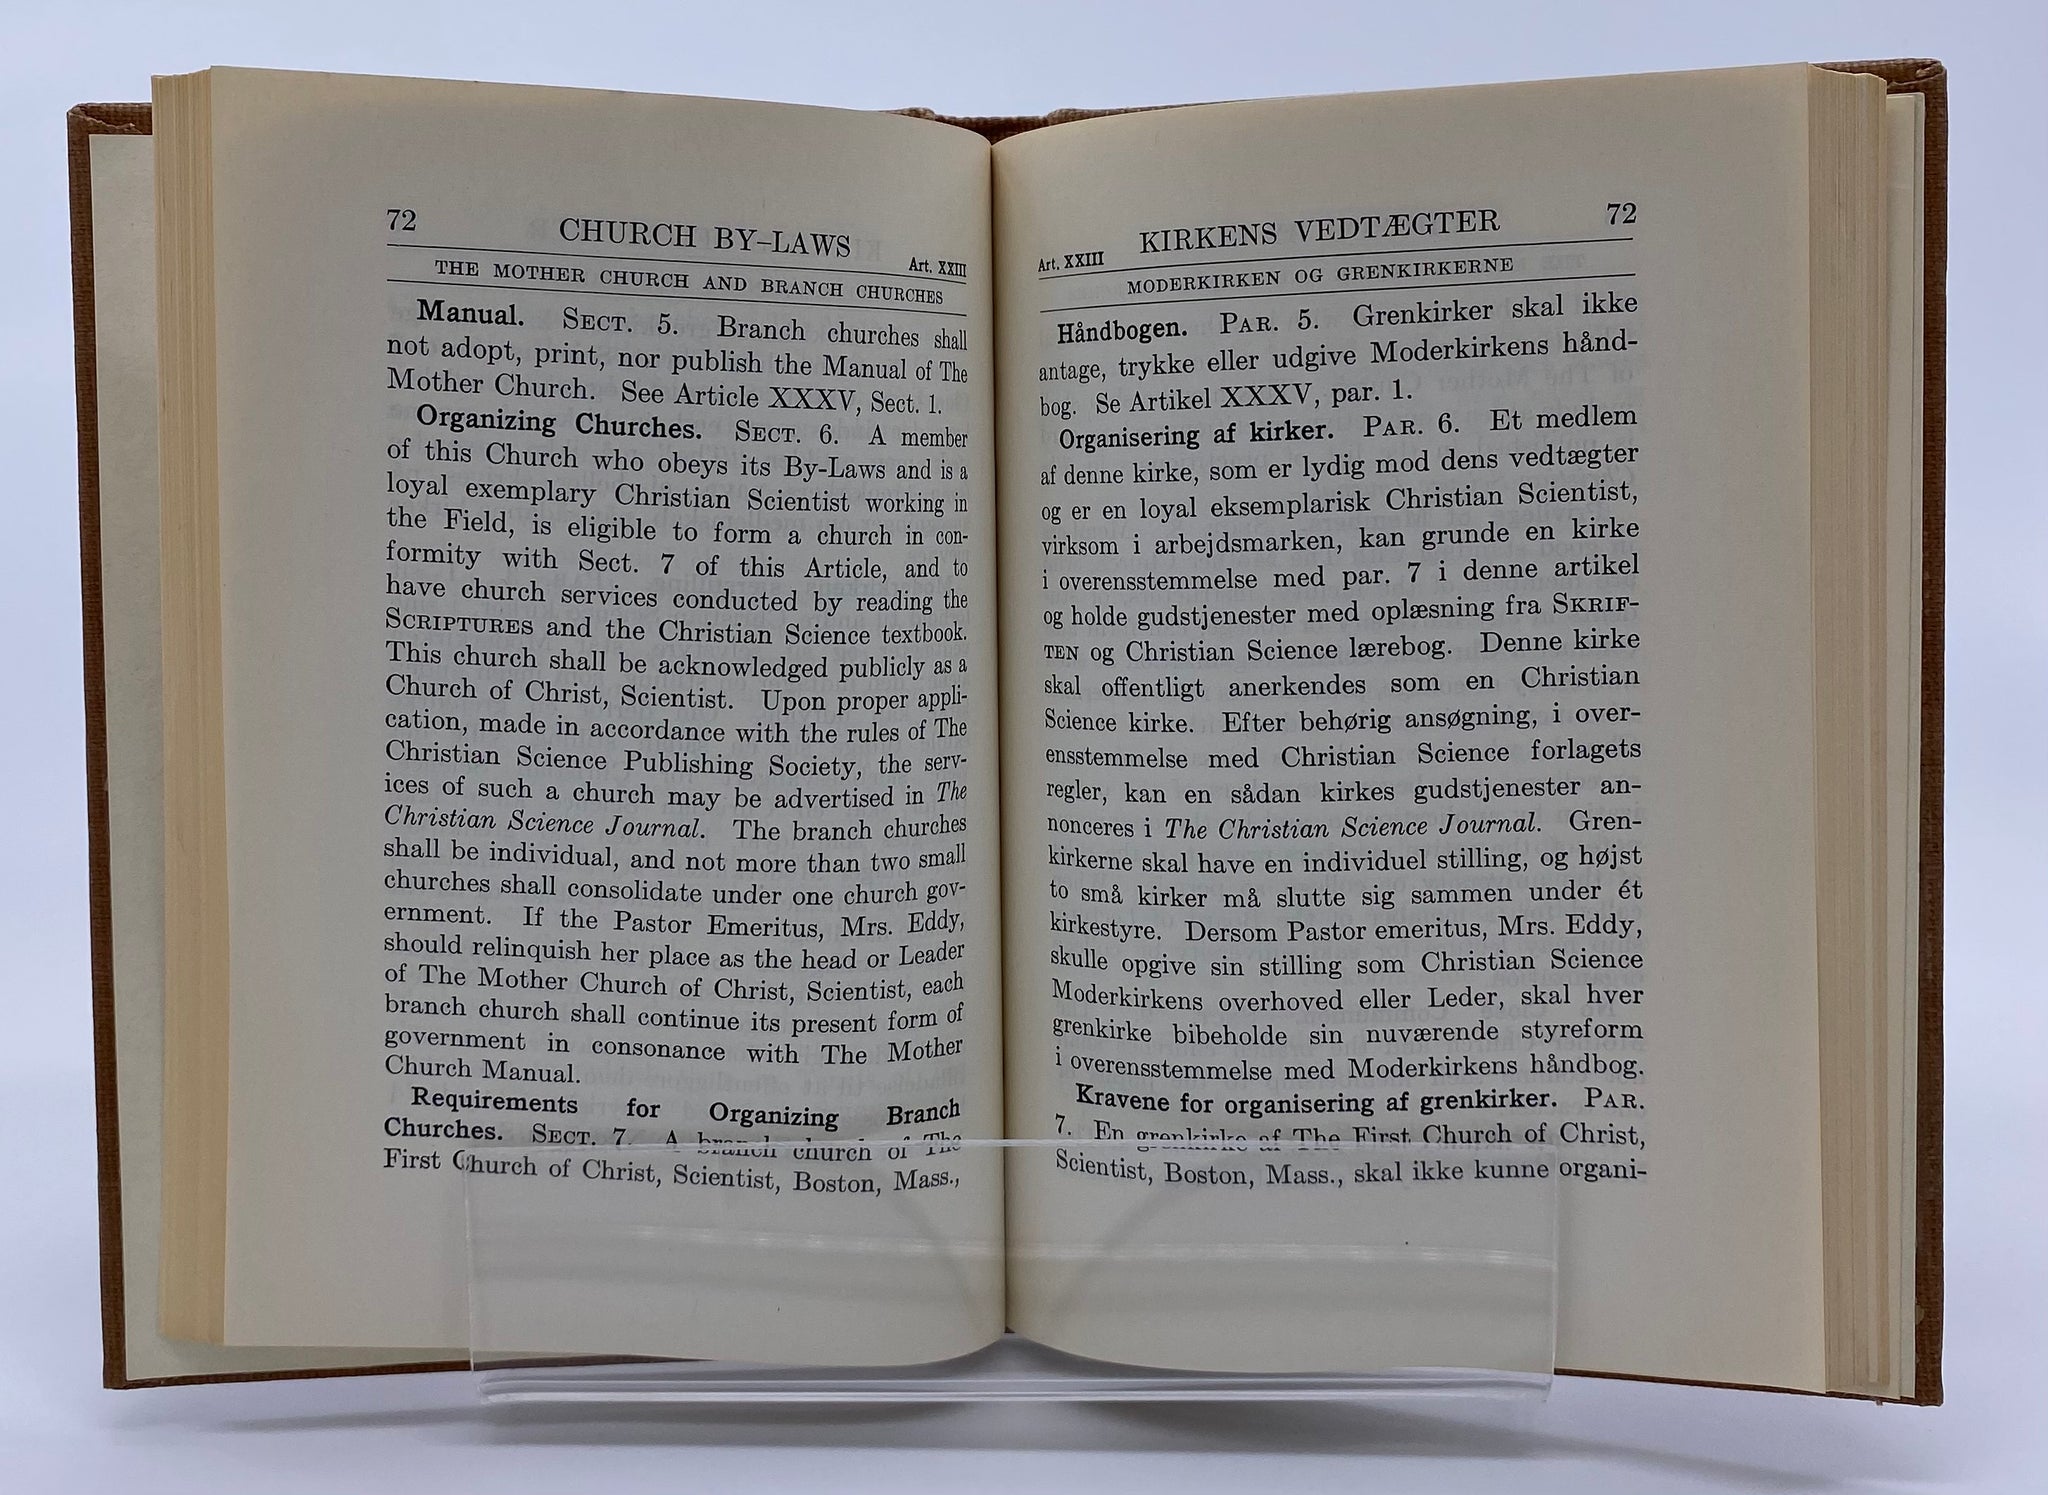 72 CHURCH BY–LAWS Art. XXIII
THE MOTHER CHURCH AND BRANCH CHURCHES
Manual. SECT. 5. Branch churches shall
not adopt, print, nor publish the Manual of The
Mother Church. See Article XXXV, Sect. 1.
Organizing Churches. SECT. 6. A member
of this Church who obeys its By-Laws and is a
loyal exemplary Christian Scientist working in
the Field, is eligible to form a church in con-
formity with Sect. 7 of this Article, and to
have church services conducted by reading the
SCRIPTURES and the Christian Science textbook.
This church shall be acknowledged publicly as a
Church of Christ, Scientist. Upon proper appli-
cation, made in accordance with the rules of The
Christian Science Publishing Society, the serv-
ices of such a church may be advertised in The
Christian Science Journal. The branch churches
shall be individual, and not more than two small
churches shall consolidate under one church gov-
ernment. If the Pastor Emeritus, Mrs. Eddy,
should relinquish her place as the head or Leader
of The Mother Church of Christ, Scientist, each
branch church shall continue its present form of
government in consonance with The Mother
Church Manual.
Requirements for Organizing Branch
Churches. SECT. 7. A branch church of The
First Church of Christ, Scientist, Boston, Mass.,
Art. XXIII KIRKENS VEDTÆGTER 72
MODERKIRKEN OG GRENKIRKERNE
Håndbogen. PAR. 5. Grenkirker skal ikke
antage, trykke eller udgive Moderkirkens hånd-
bog. Se Artikel XXXV, par. 1.
Organisering af kirker. PAR. 6. Et medlem
af denne kirke, som er lydig mod dens vedtægter
og er en loyal eksemplarisk Christian Scientist,
virksom i arbejdsmarken, kan grunde en kirke
i overensstemmelse med par. 7 i denne artikel
og holde gudstjenester med oplæsning fra SKRIF-
TEN og Christian Science lærebog. Denne kirke
skal offentligt anerkendes som en Christian
Science kirke. Efter behørig ansøgning, i over-
ensstemmelse med Christian Science forlagets
regler, kan en sådan kirkes gudstjenester an-
nonceres i The Christian Science Journal. Gren-
kirkerne skal have en individuel stilling, og højst
to små kirker må slutte sig sammen under ét
kirkestyre. Dersom Pastor emeritus, Mrs. Eddy,
skulle opgive sin stilling som Christian Science
Moderkirkens overhoved eller Leder, skal hver
grenkirke bibeholde sin nuværende styreform
i overensstemmelse med Moderkirkens håndbog.
Kravene for organisering af grenkirker. PAR.
7. En grenkirke af The First Church of Christ,
Scientist, Boston, Mass., skal ikke kunne organi-